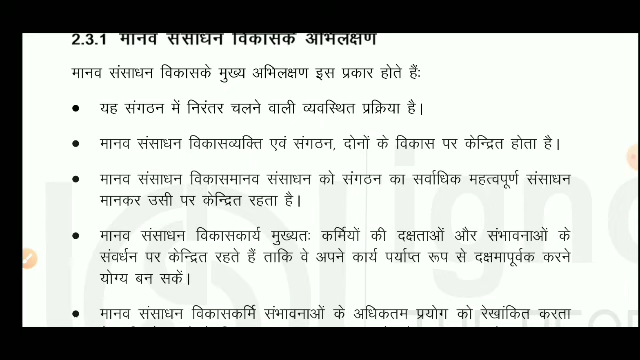 2.3.1 मानव संसाधन विकासके अभिलक्षण
मानव संसाधन विकासके मुख्य अभिलक्षण इस प्रकार होते हैं:
● यह संगठन में निरंतर चलने वाली व्यवस्थित प्रक्रिया है।
● मानव संसाधन विकासव्यक्ति एवं संगठन, दोनों के विकास पर केन्द्रित होता है।
● मानव संसाधन विकासमानव संसाधन को संगठन का सर्वाधिक महत्वपूर्ण संसाधन
मानकर उसी पर केन्द्रित रहता है।
● मानव संसाधन विकासकार्य मुख्यतः कर्मियों की दक्षताओं और संभावनाओं के
संवर्धन पर केन्द्रित रहते हैं ताकि वे अपने कार्य पर्याप्त रूप से दक्षमापूर्वक करने
योग्य बन सकें।
● मानव संसाधन विकासकर्मि संभावनाओं के अधिकतम प्रयोग को रेखांकित करता